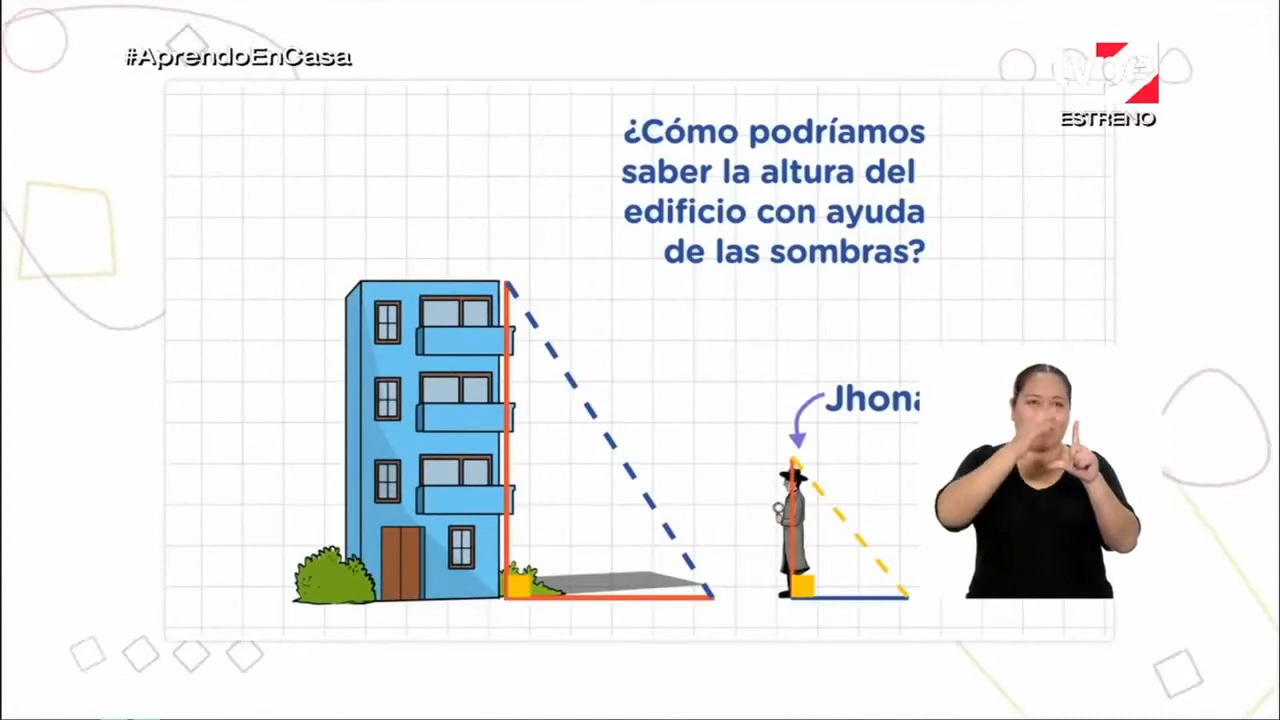 #AprendoEnCasa
ESTRENO
¿Cómo podríamos
saber la altura del
edificio con ayuda
de las sombras?